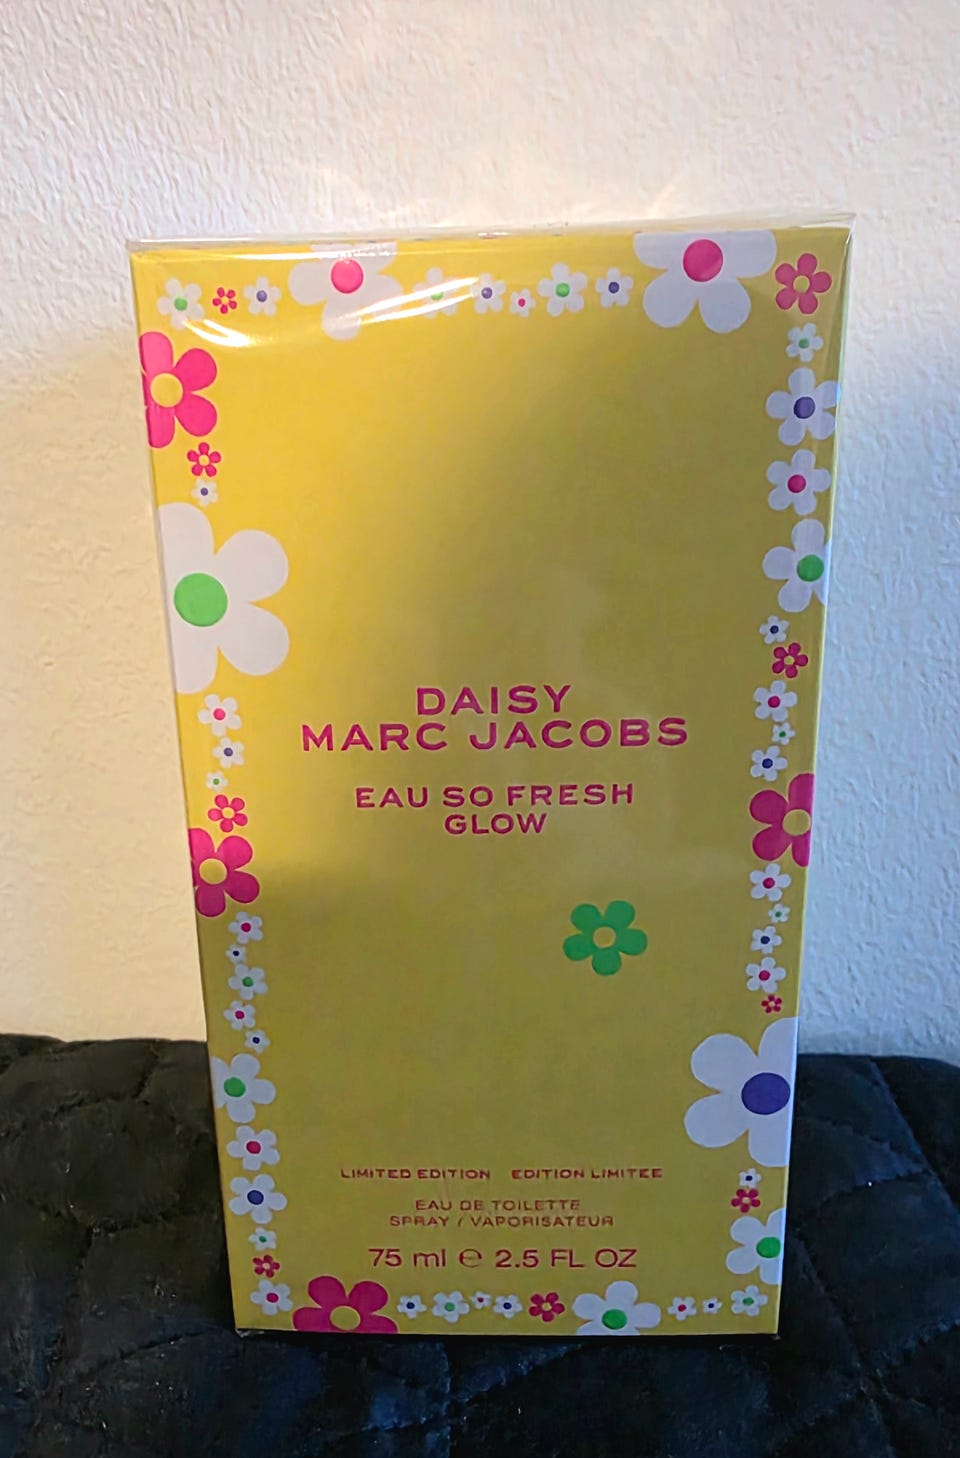 DAISY
MARC JACOBS
EAU SO FRESH
GLOW
LIMITED EDITION EDITION LIMITEE
EAU DE TOILETTE
SPRAY / VAPORISATEUR
75 ml ℮ 2.5 FL OZ